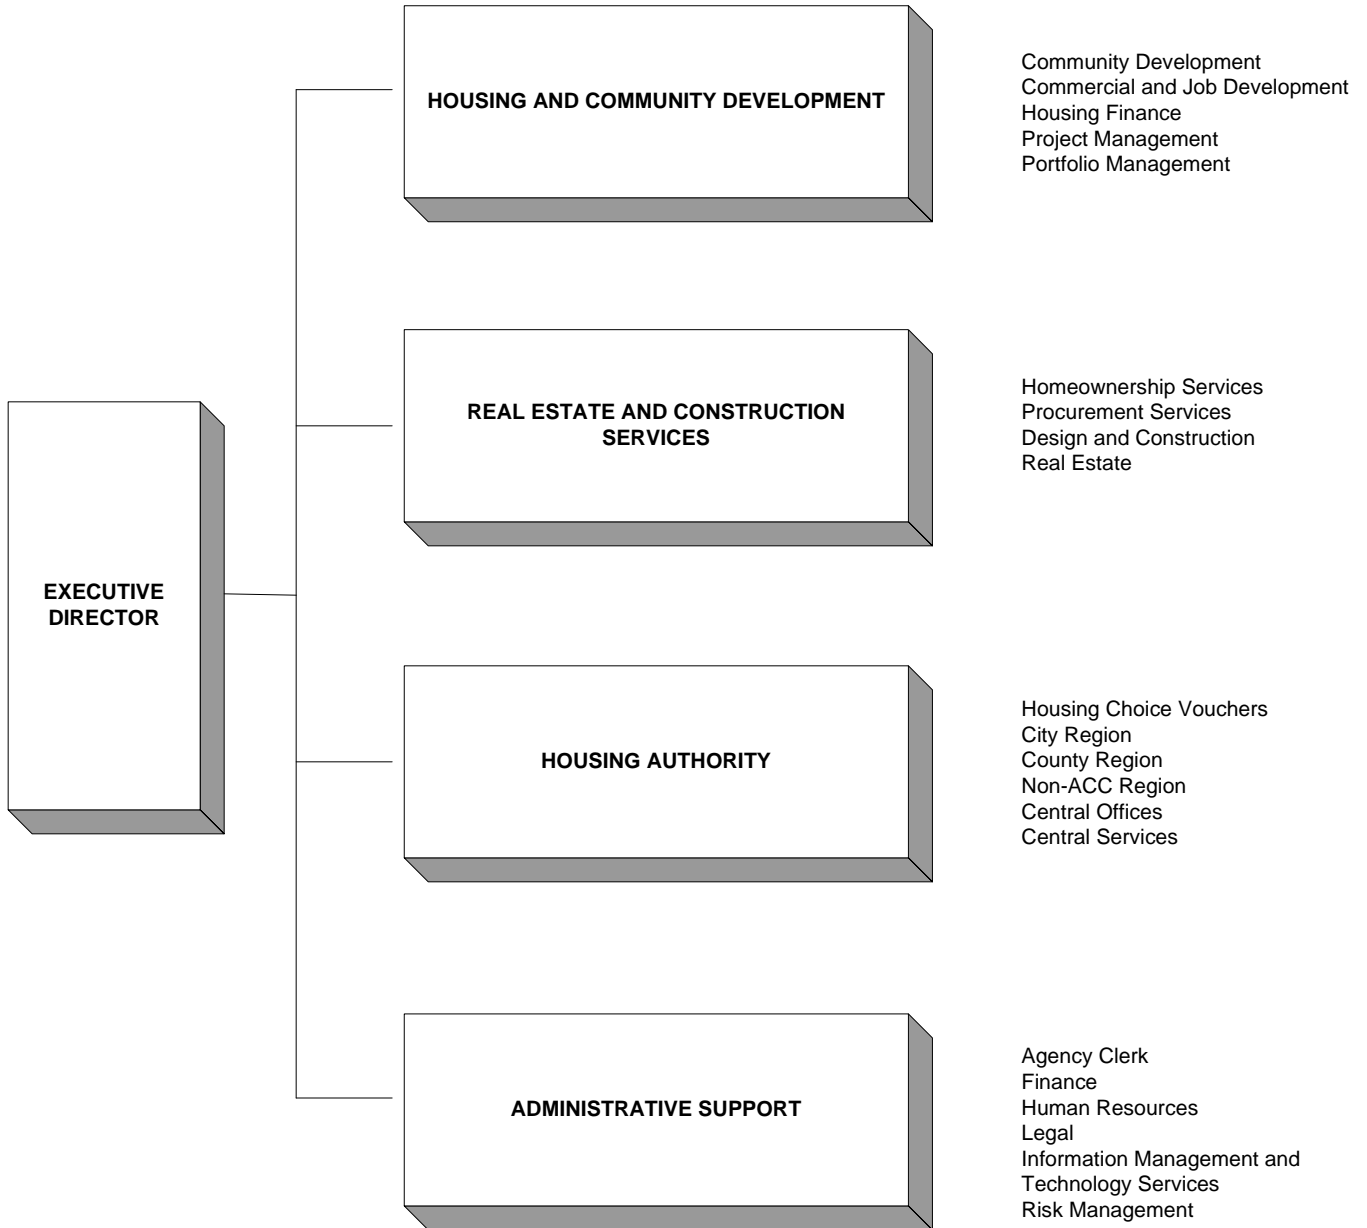 HOUSING AND COMMUNITY DEVELOPMENT
Community Development
Commercial and Job Development
Housing Finance
Project Management
Portfolio Management
REAL ESTATE AND CONSTRUCTION
SERVICES
Homeownership Services
Procurement Services
Design and Construction
Real Estate
EXECUTIVE
DIRECTOR
HOUSING AUTHORITY
Housing Choice Vouchers
City Region
County Region
Non-ACC Region
Central Offices
Central Services
ADMINISTRATIVE SUPPORT
Agency Clerk
Finance
Human Resources
Legal
Information Management and
Technology Services
Risk Management